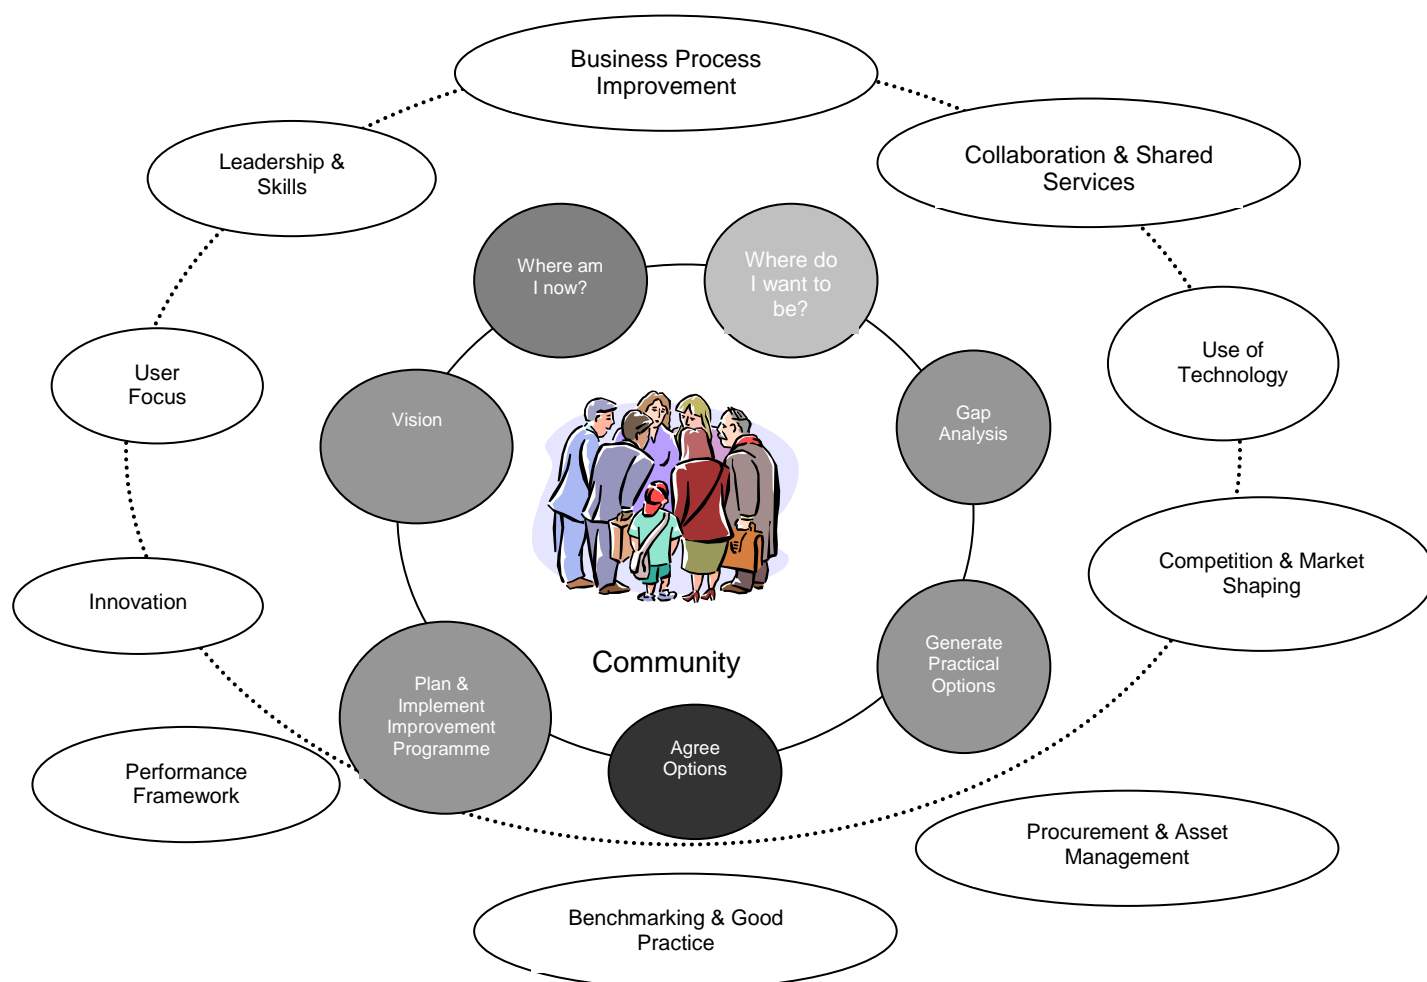 Business Process
Improvement
Leadership &
Skills
Collaboration & Shared
Services
Where am
I now?
Where do
I want to
be?
User
Focus
Use of
Technology
Vision
Gap
Analysis
Innovation
Competition & Market
Shaping
Community
Generate
Practical
Options
Plan &
Implement
Improvement
Programme
Agree
Options
Performance
Framework
Procurement & Asset
Management
Benchmarking & Good
Practice